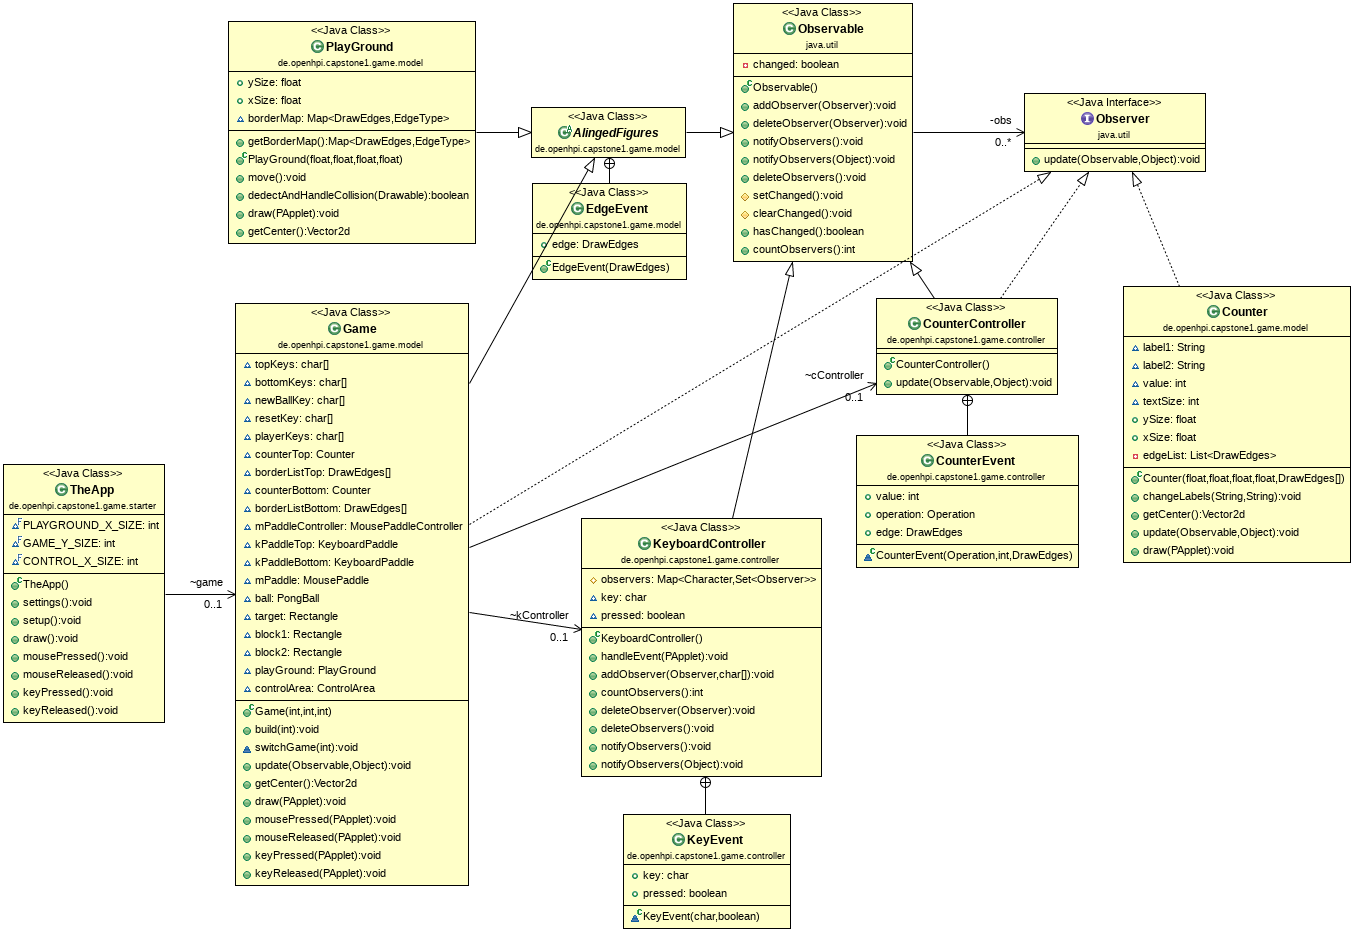 <<Java Class>>
PlayGround
de.openhpi.capstone1.game.model
ySize: float
xSize: float
borderMap: Map<DrawEdges,EdgeType>
getBorderMap():Map<DrawEdges,EdgeType>
PlayGround(float,float,float,float)
move():void
dedectAndHandleCollision(Drawable):boolean
draw(PApplet):void
getCenter():Vector2d
<<Java Class>>
AlingedFigures
de.openhpi.capstone1.game.model
<<Java Class>>
EdgeEvent
de.openhpi.capstone1.game.model
edge: DrawEdges
EdgeEvent(DrawEdges)
<<Java Class>>
Observable
java.util
changed: boolean
Observable()
addObserver(Observer):void
deleteObserver(Observer):void
notifyObservers():void
notifyObservers(Object):void
deleteObservers():void
setChanged():void
clearChanged():void
hasChanged():boolean
countObservers():int
-obs
0..*
<<Java Interface>>
Observer
java.util
update(Observable,Object):void
<<Java Class>>
Game
de.openhpi.capstone1.game.model
topKeys: char[]
bottomKeys: char[]
newBallKey: char[]
resetKey: char[]
playerKeys: char[]
counterTop: Counter
borderListTop: DrawEdges[]
counterBottom: Counter
borderListBottom: DrawEdges[]
mPaddleController: MousePaddleController
kPaddleTop: KeyboardPaddle
kPaddleBottom: KeyboardPaddle
mPaddle: MousePaddle
ball: PongBall
target: Rectangle
block1: Rectangle
block2: Rectangle
playGround: PlayGround
controlArea: ControlArea
Game(int,int,int)
build(int):void
switchGame(int):void
update(Observable,Object):void
getCenter():Vector2d
draw(PApplet):void
mousePressed(PApplet):void
mouseReleased(PApplet):void
keyPressed(PApplet):void
keyReleased(PApplet):void
<<Java Class>>
TheApp
de.openhpi.capstone1.game.starter
PLAYGROUND_X_SIZE: int
GAME_Y_SIZE: int
CONTROL_X_SIZE: int
TheApp()
settings():void
setup():void
draw():void
mousePressed():void
mouseReleased():void
keyPressed():void
keyReleased():void
~game
0..1
~cController
0..1
~kController
0..1
<<Java Class>>
CounterController
de.openhpi.capstone1.game.controller
CounterController()
update(Observable,Object):void
<<Java Class>>
CounterEvent
de.openhpi.capstone1.game.controller
value: int
operation: Operation
edge: DrawEdges
CounterEvent(Operation,int,DrawEdges)
<<Java Class>>
Counter
de.openhpi.capstone1.game.model
label1: String
label2: String
value: int
textSize: int
ySize: float
xSize: float
edgeList: List<DrawEdges>
Counter(float,float,float,float,DrawEdges[])
changeLabels(String,String):void
getCenter():Vector2d
update(Observable,Object):void
draw(PApplet):void
<<Java Class>>
KeyboardController
de.openhpi.capstone1.game.controller
observers: Map<Character,Set<Observer>>
key: char
pressed: boolean
KeyboardController()
handleEvent(PApplet):void
addObserver(Observer,char[]):void
countObservers():int
deleteObserver(Observer):void
deleteObservers():void
notifyObservers():void
notifyObservers(Object):void
<<Java Class>>
KeyEvent
de.openhpi.capstone1.game.controller
key: char
pressed: boolean
KeyEvent(char,boolean)